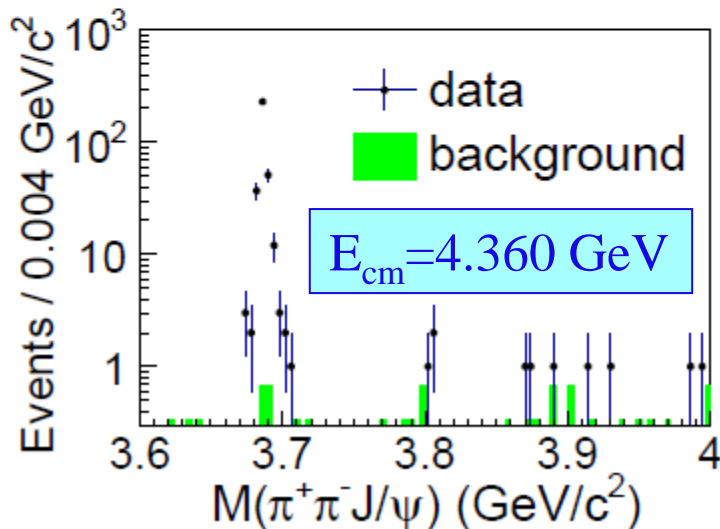 10³
10²
10
1
Events / 0.004 GeV/c²
data
background
E_cm=4.360 GeV
3.6 3.7 3.8 3.9 4
M(π⁺π⁻J/ψ) (GeV/c²)